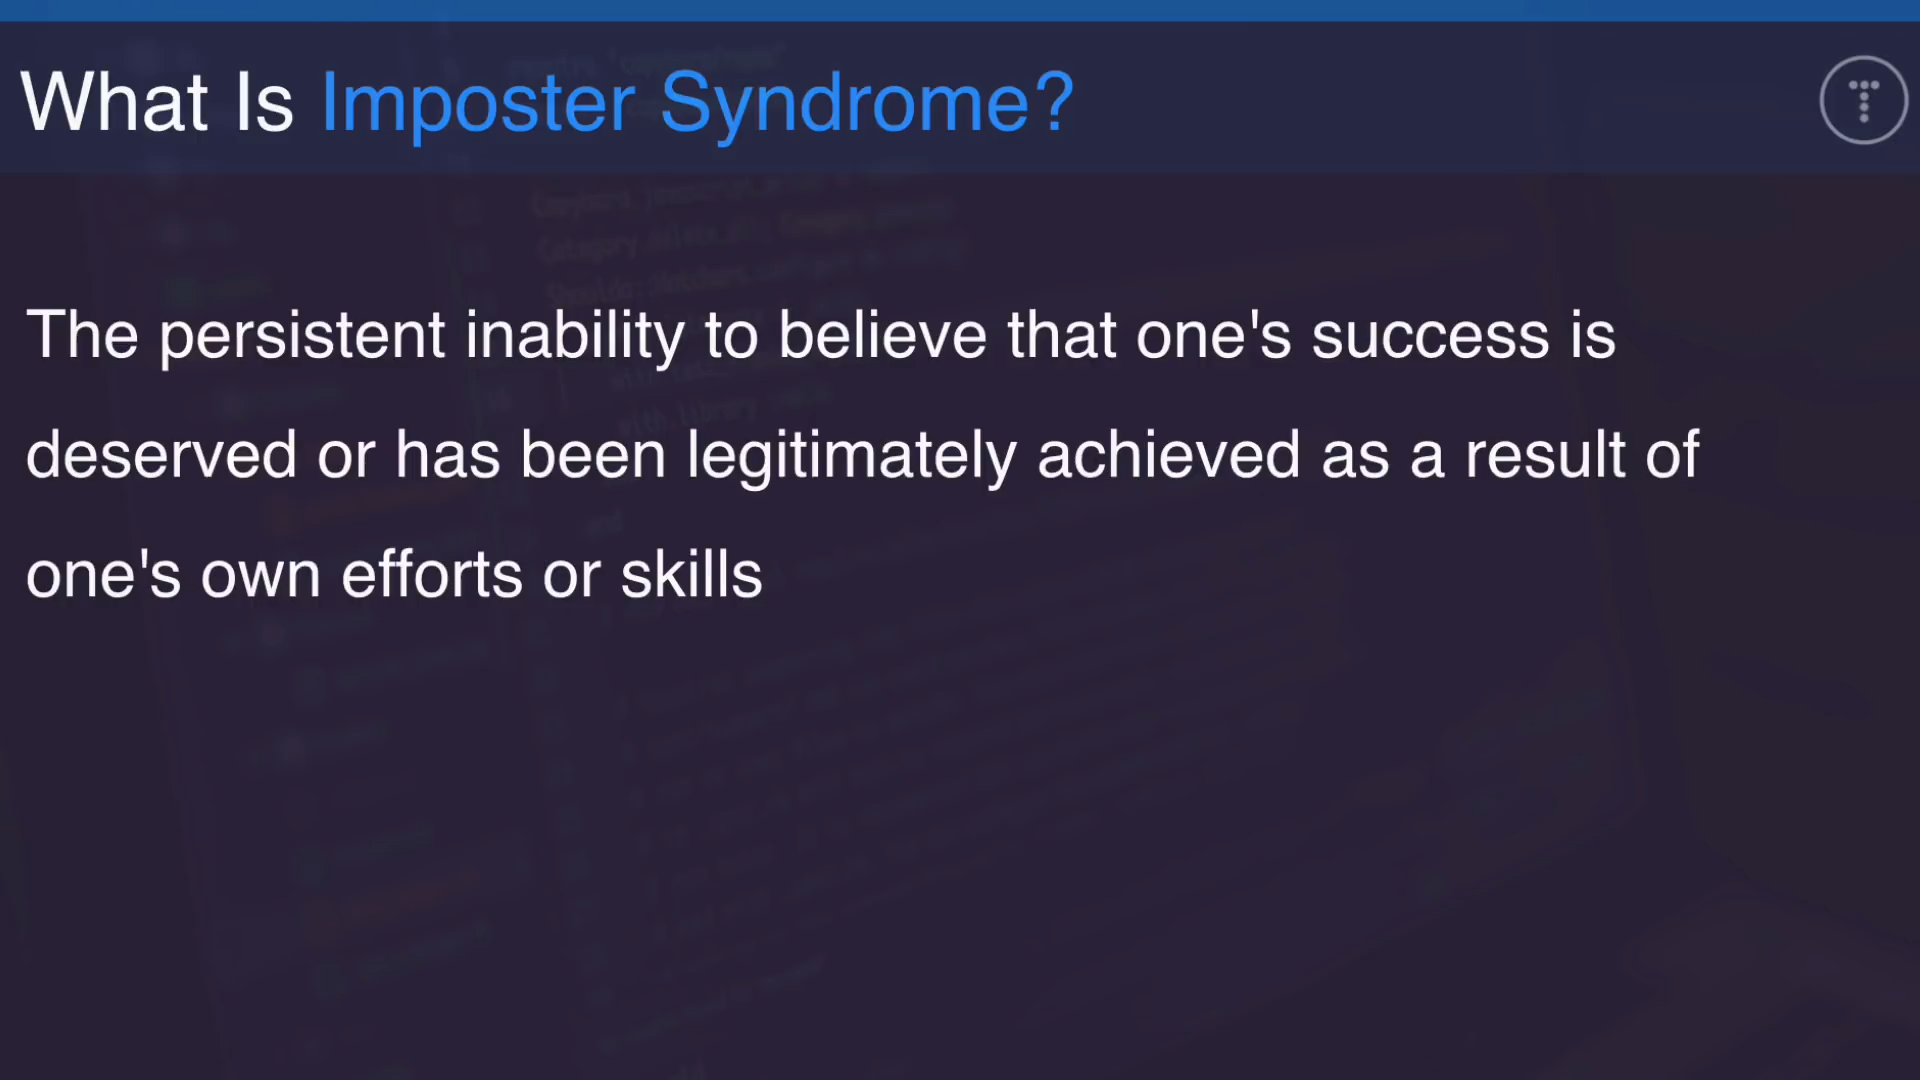 What Is Imposter Syndrome?
The persistent inability to believe that one's success is
deserved or has been legitimately achieved as a result of
one's own efforts or skills